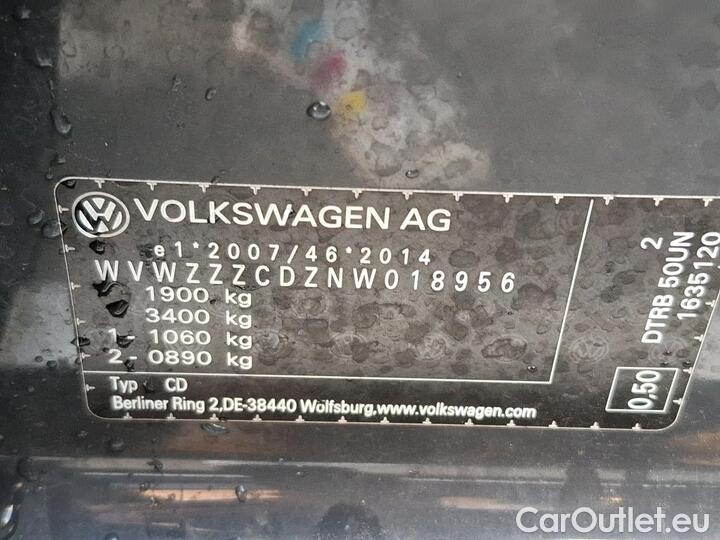 VOLKSWAGEN AG
e1*2007/46*2014
WVWZZZCDZNW018956
1900 kg
3400 kg
1- 1060 kg
2- 0890 kg
Typ CD
Berliner Ring 2,DE-38440 Wolfsburg,www.volkswagen.com
2
DTRB 50UN
1635120
0,50
CarOutlet.eu